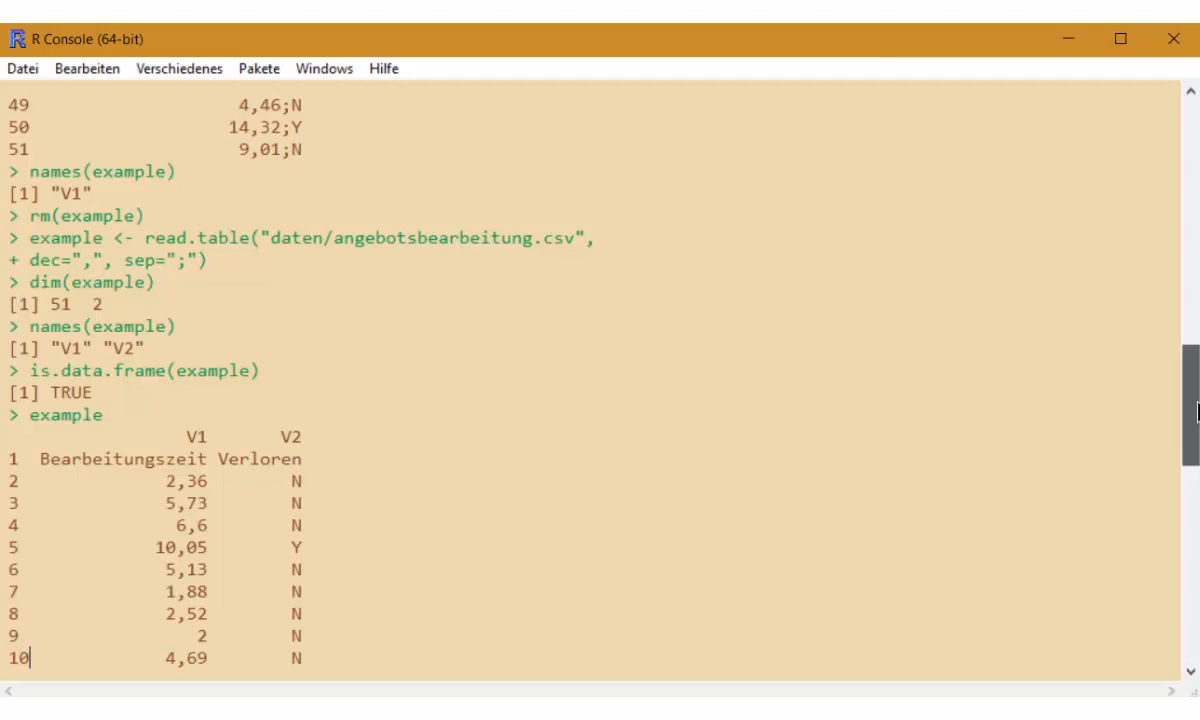 R Console (64-bit)
Datei Bearbeiten Verschiedenes Pakete Windows Hilfe
49 4,46;N
50 14,32;Y
51 9,01;N
> names(example)
[1] "V1"
> rm(example)
> example <- read.table("daten/angebotsbearbeitung.csv",
+ dec=",", sep=";")
> dim(example)
[1] 51 2
> names(example)
[1] "V1" "V2"
> is.data.frame(example)
[1] TRUE
> example
V1 V2
1 Bearbeitungszeit Verloren
2 2,36 N
3 5,73 N
4 6,6 N
5 10,05 Y
6 5,13 N
7 1,88 N
8 2,52 N
9 2 N
10 4,69 N